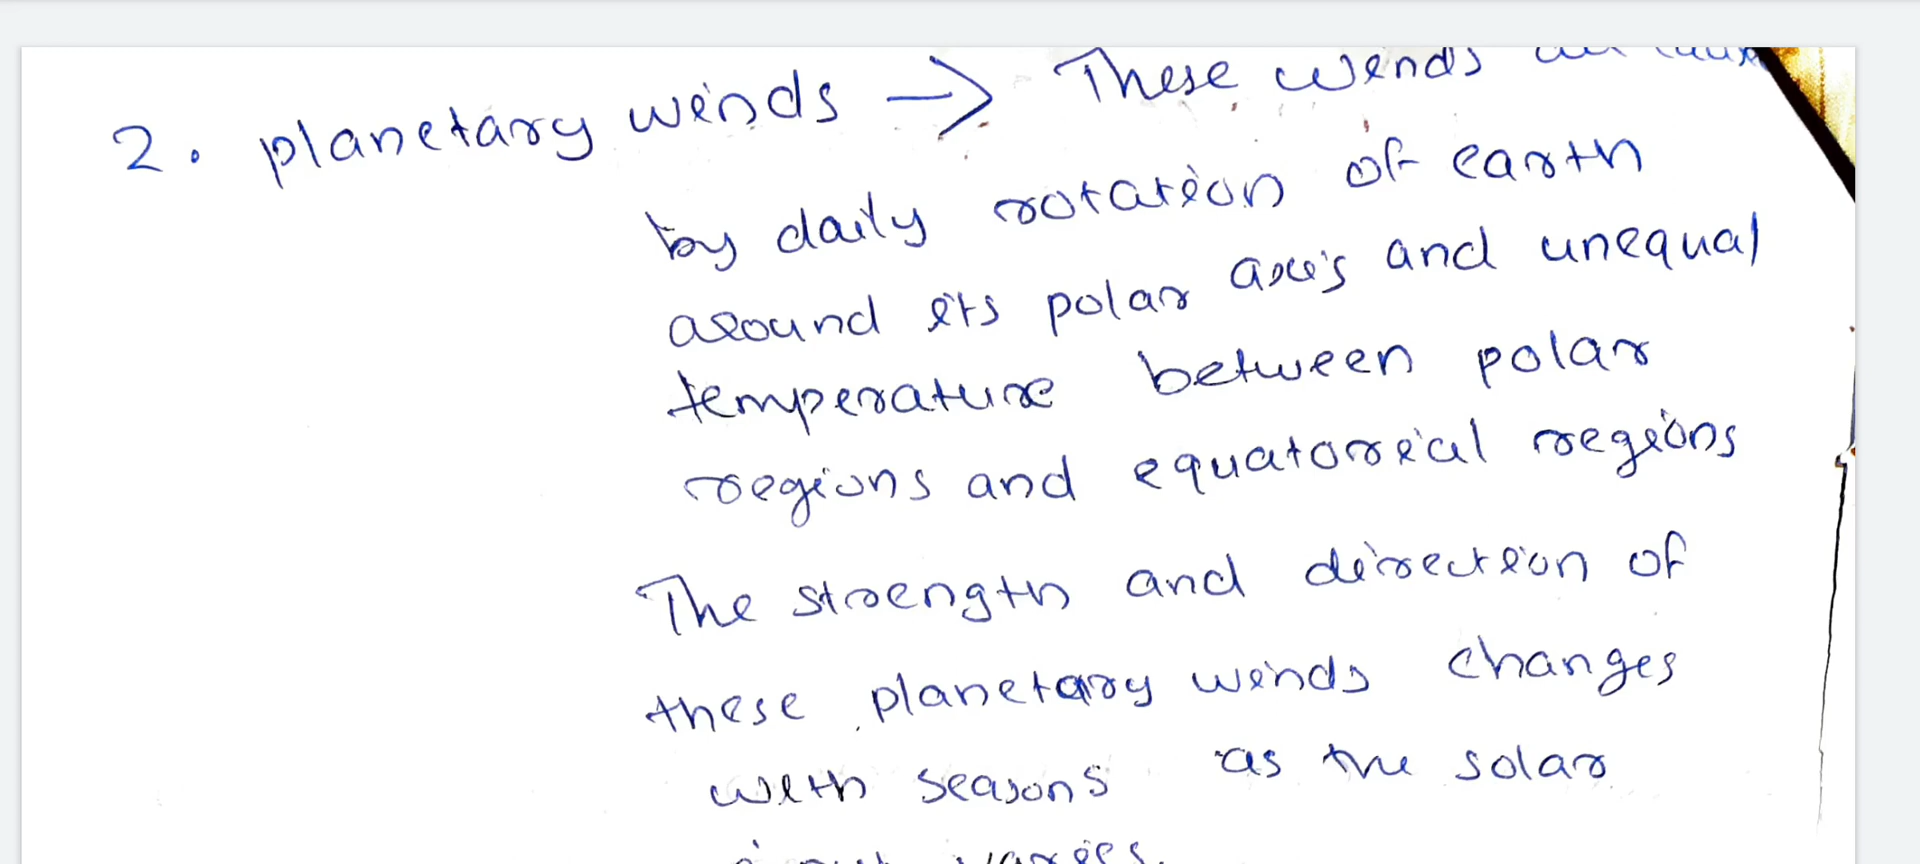 2. planetary winds → These winds are
by daily rotation of earth
around its polar axis and unequal
temperature between polar
regions and equatorial regions
The strength and direction of
these planetary winds changes
with seasons as the solar
varies.